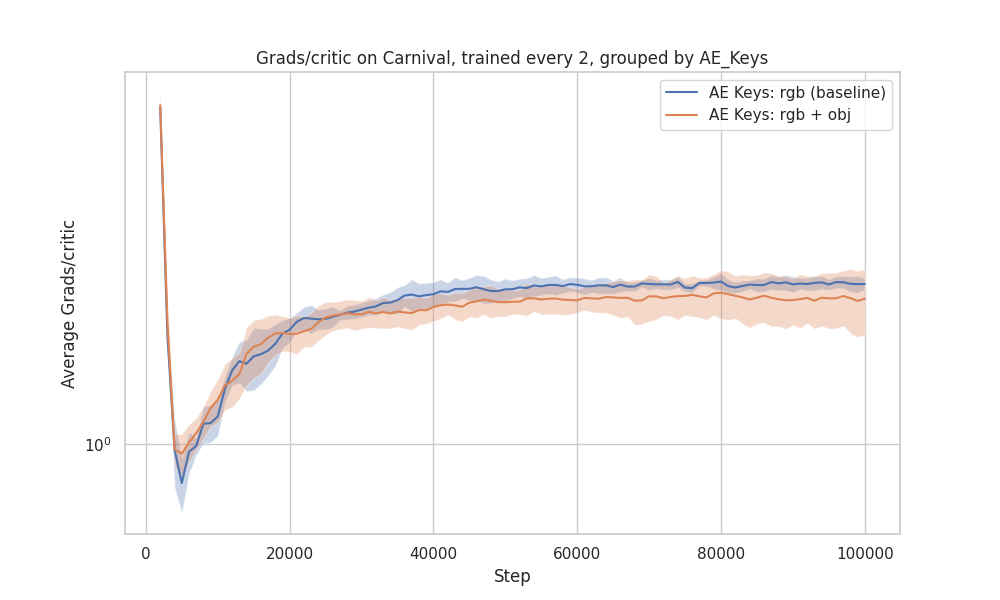 Grads/critic on Carnival, trained every 2, grouped by AE_Keys
AE Keys: rgb (baseline)
AE Keys: rgb + obj
Average Grads/critic
10⁰
0 20000 40000 60000 80000 100000
Step